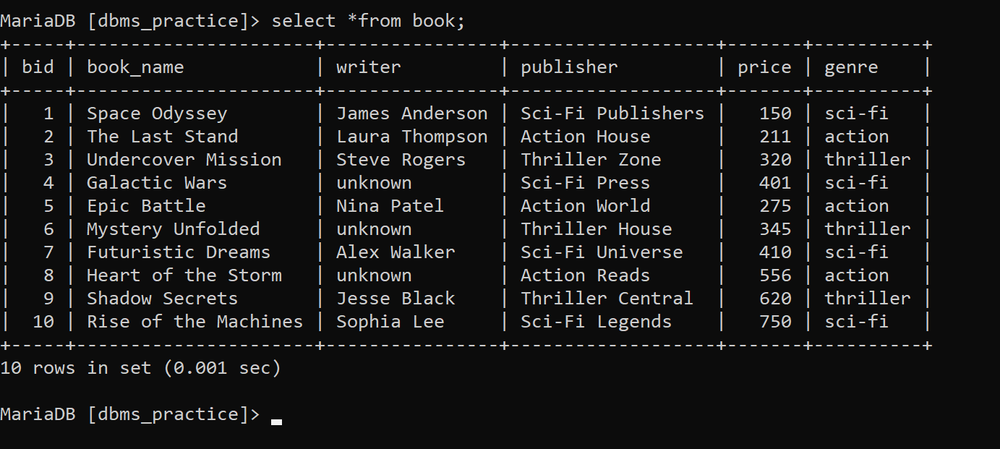 MariaDB [dbms_practice]> select *from book;
+-----+----------------------+----------------+-------------------+-------+----------+
| bid | book_name            | writer         | publisher         | price | genre    |
+-----+----------------------+----------------+-------------------+-------+----------+
|   1 | Space Odyssey        | James Anderson | Sci-Fi Publishers |   150 | sci-fi   |
|   2 | The Last Stand       | Laura Thompson | Action House      |   211 | action   |
|   3 | Undercover Mission   | Steve Rogers   | Thriller Zone     |   320 | thriller |
|   4 | Galactic Wars        | unknown        | Sci-Fi Press      |   401 | sci-fi   |
|   5 | Epic Battle          | Nina Patel     | Action World      |   275 | action   |
|   6 | Mystery Unfolded     | unknown        | Thriller House    |   345 | thriller |
|   7 | Futuristic Dreams    | Alex Walker    | Sci-Fi Universe   |   410 | sci-fi   |
|   8 | Heart of the Storm   | unknown        | Action Reads      |   556 | action   |
|   9 | Shadow Secrets       | Jesse Black    | Thriller Central  |   620 | thriller |
|  10 | Rise of the Machines | Sophia Lee     | Sci-Fi Legends    |   750 | sci-fi   |
+-----+----------------------+----------------+-------------------+-------+----------+
10 rows in set (0.001 sec)
MariaDB [dbms_practice]>